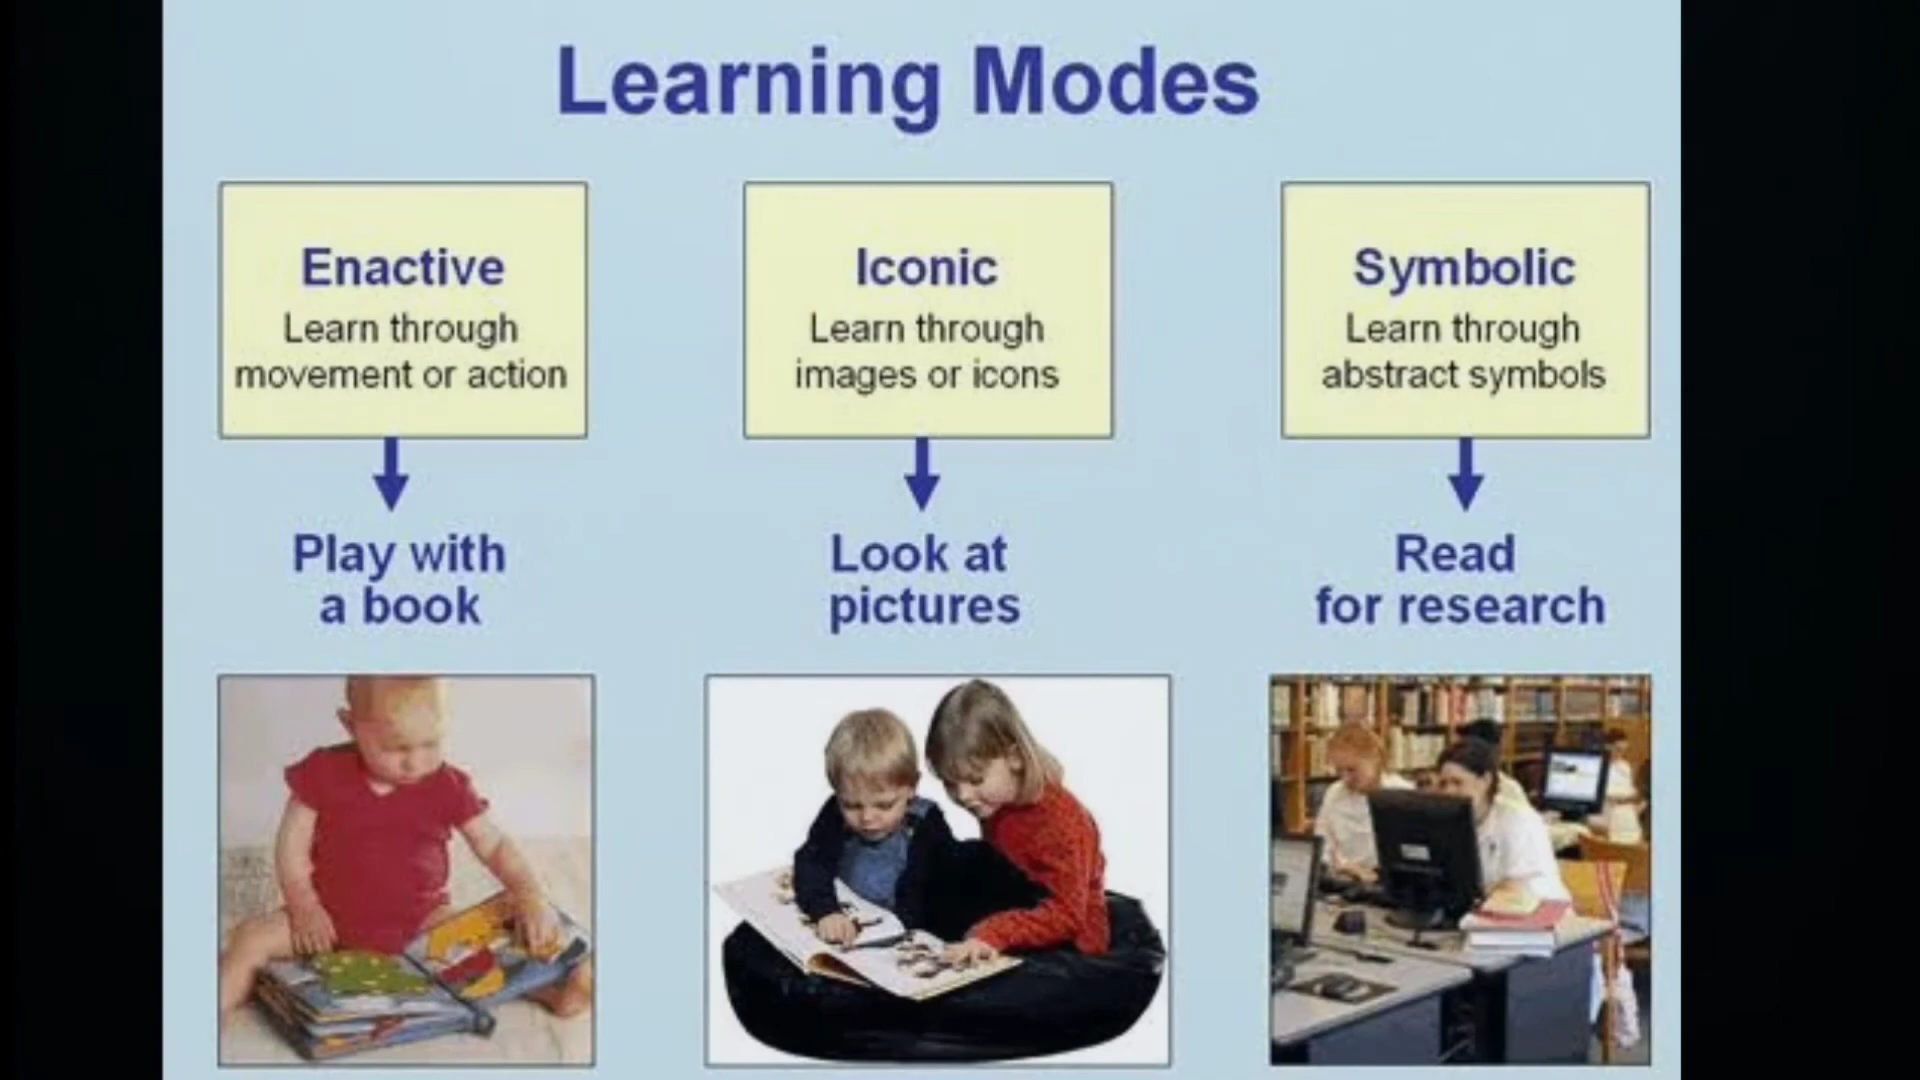 Learning Modes
Enactive
Learn through
movement or action
Iconic
Learn through
images or icons
Symbolic
Learn through
abstract symbols
Play with
a book
Look at
pictures
Read
for research